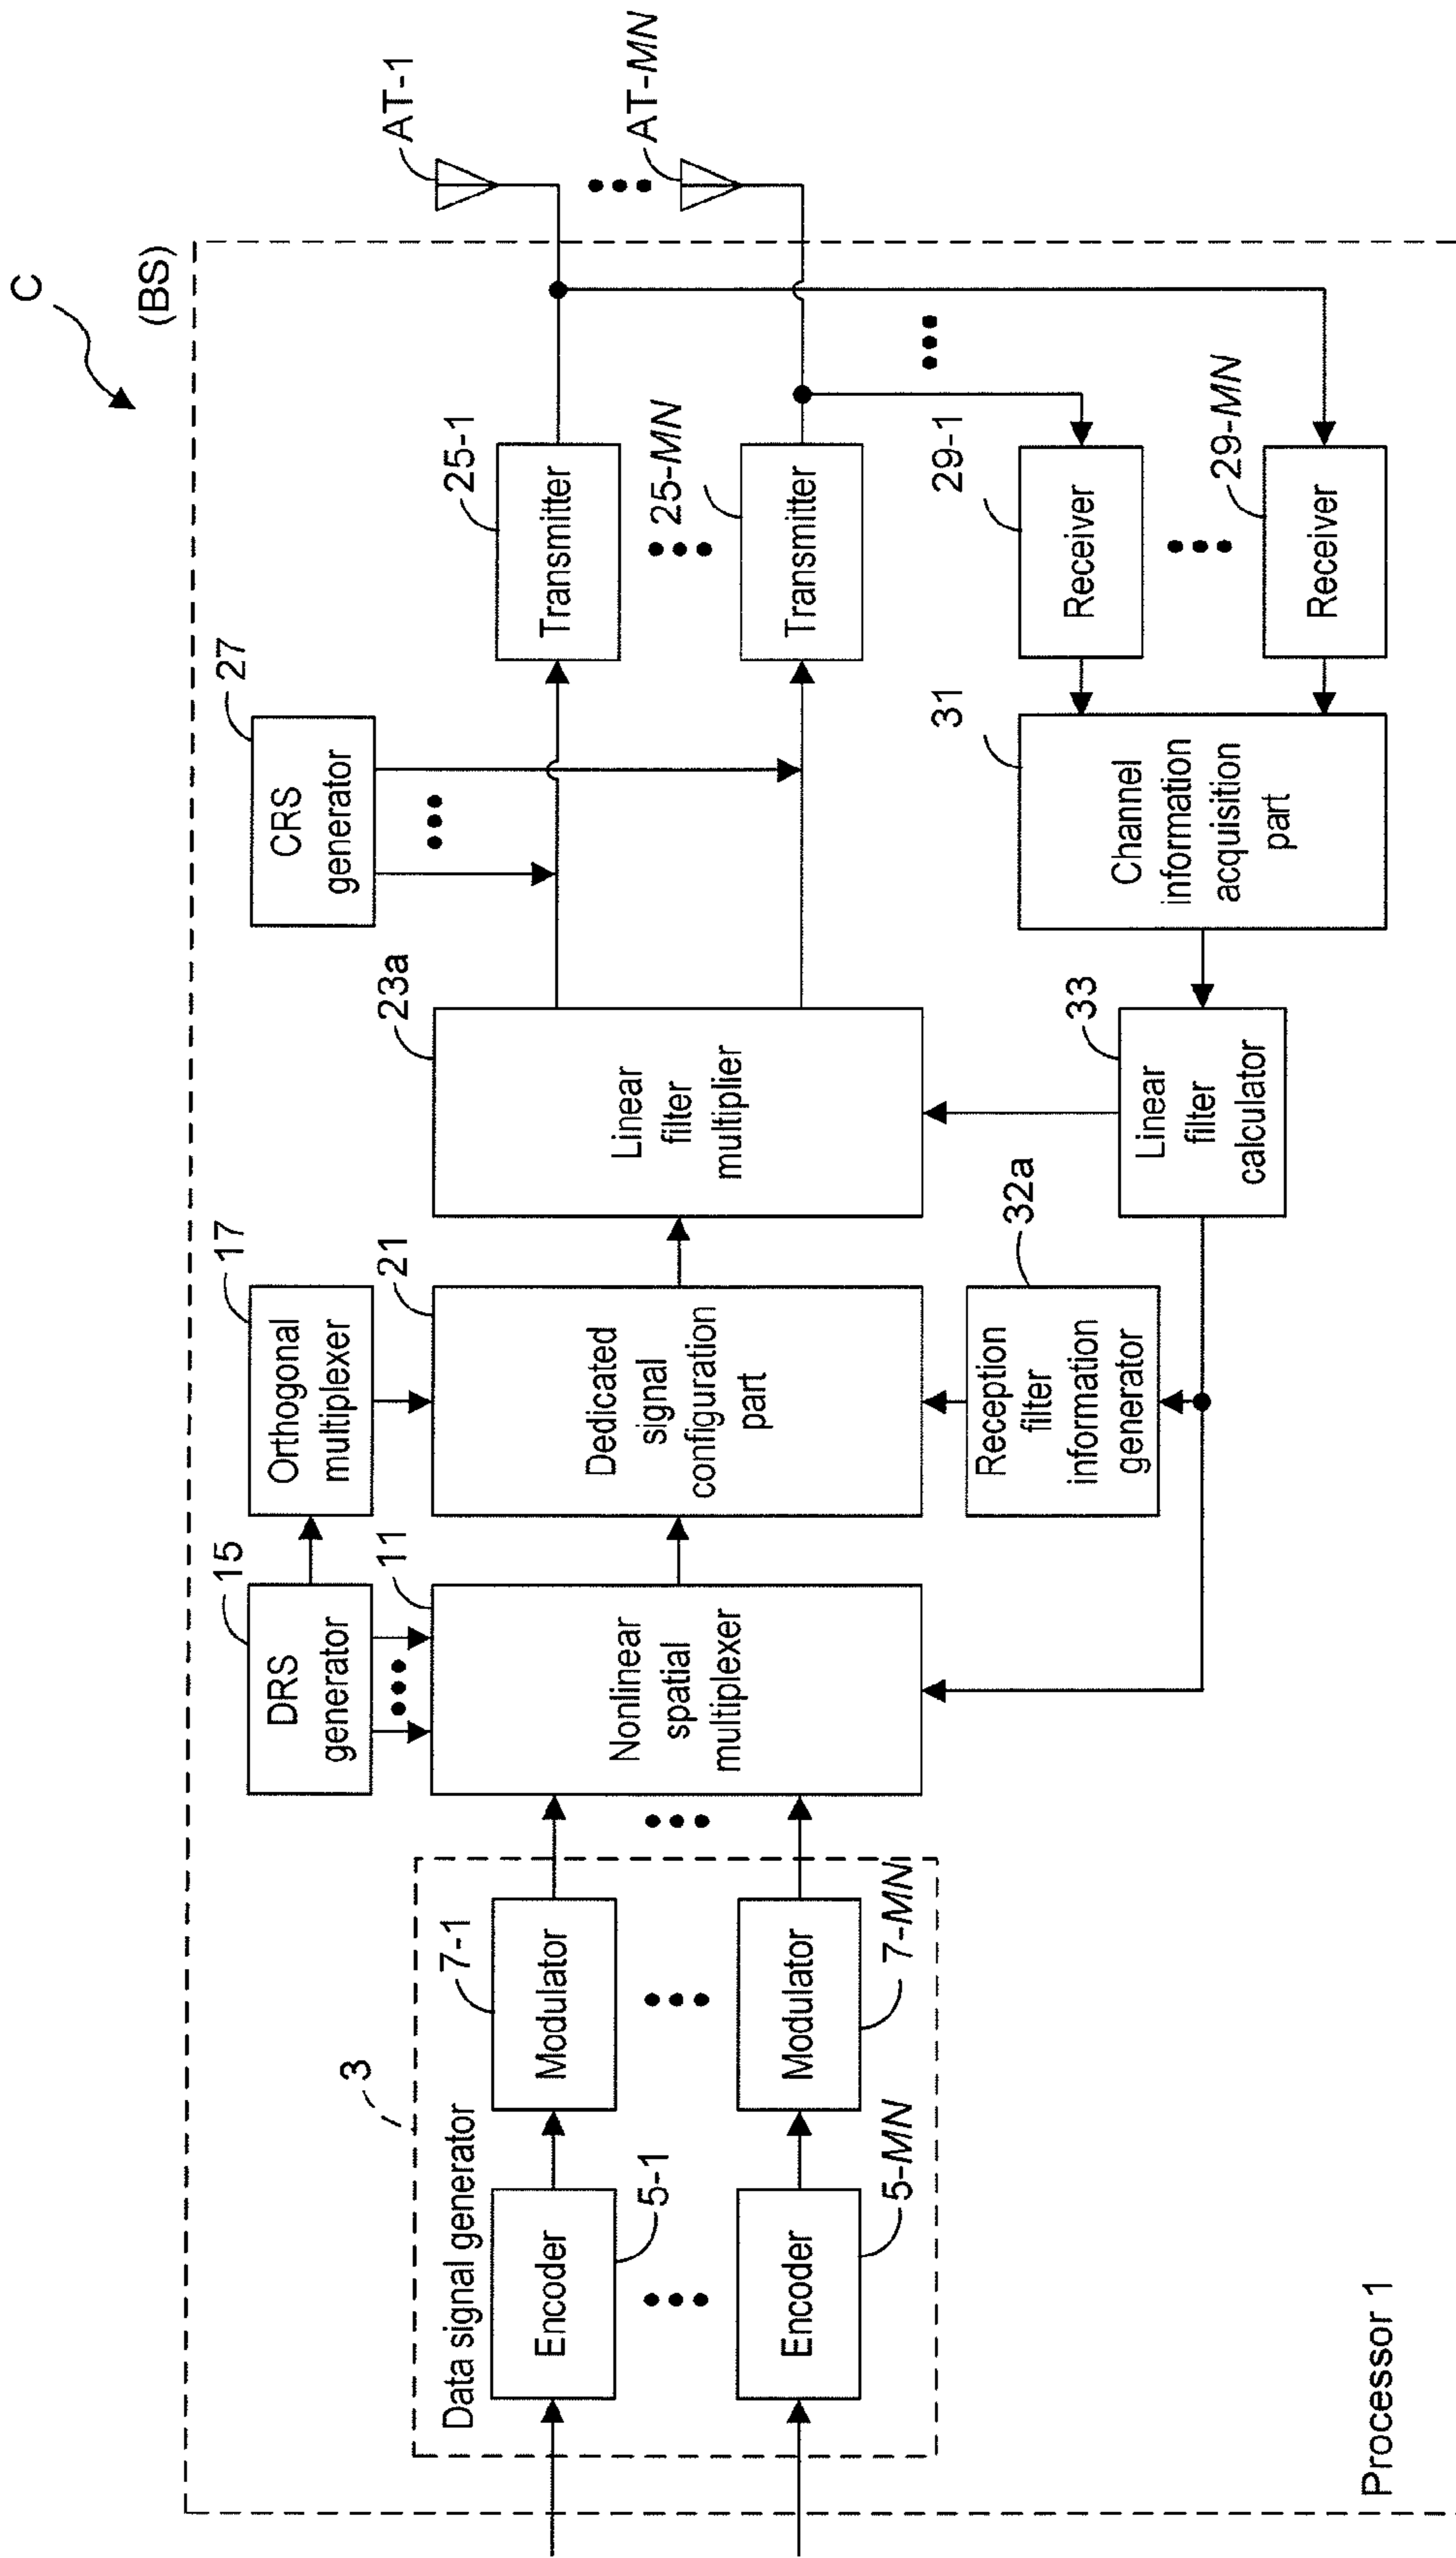 C
(BS)
AT-1
AT-MN
27
CRS
generator
25-1
Transmitter
25-MN
Transmitter
29-1
Receiver
29-MN
Receiver
31
Channel
information
acquisition
part
23a
Linear
filter
multiplier
33
Linear
filter
calculator
17
Orthogonal
multiplexer
21
Dedicated
signal
configuration
part
32a
Reception
filter
information
generator
15
DRS
generator
11
Nonlinear
spatial
multiplexer
3
Data signal generator
7-1
Modulator
7-MN
Modulator
5-1
Encoder
5-MN
Encoder
Processor 1